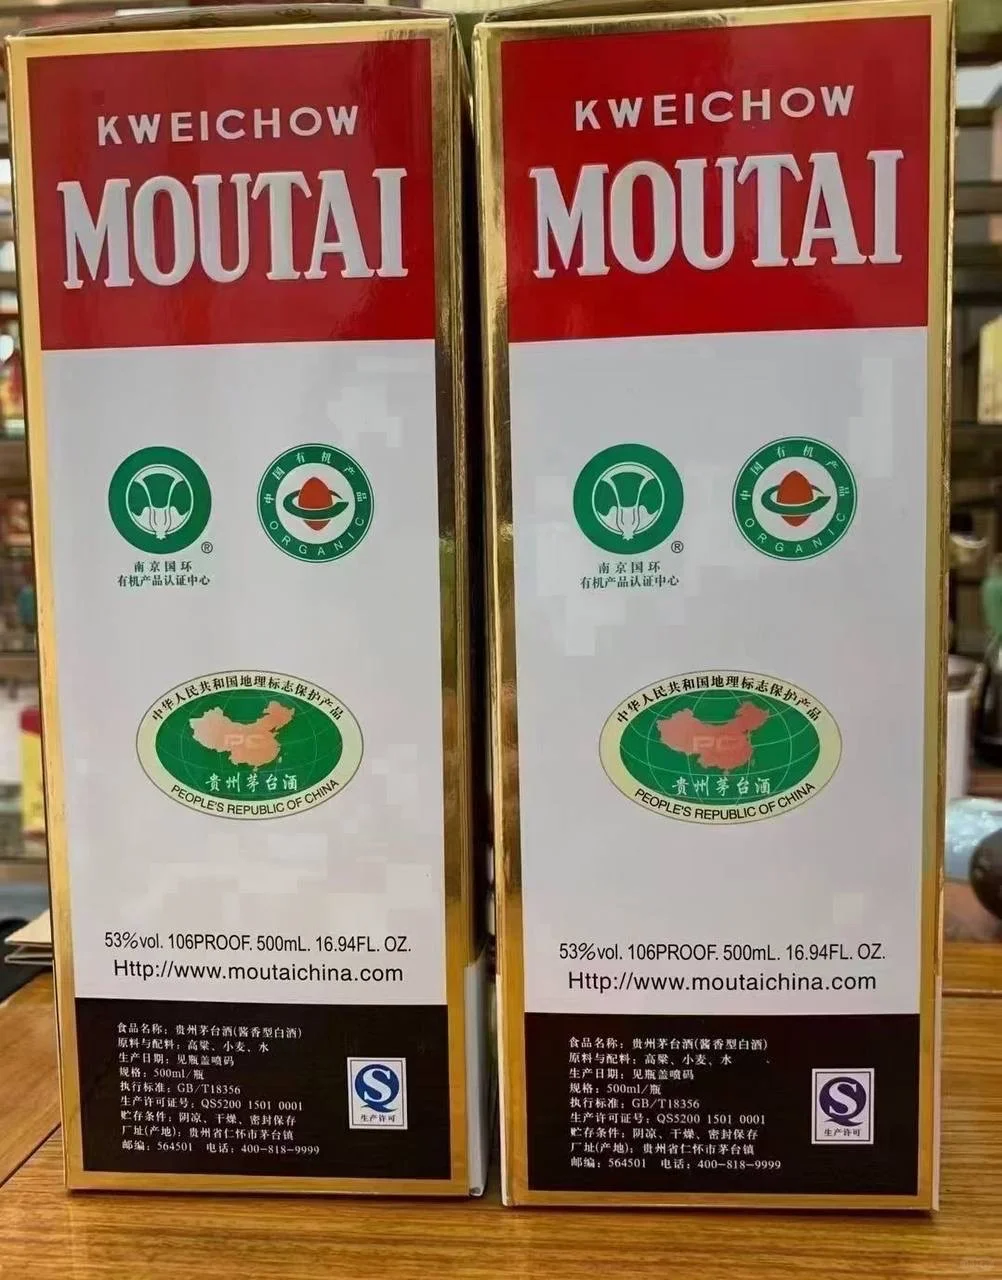 KWEICHOW
MOUTAI
中国有机产品
ORGANIC
®
南京国环
有机产品认证中心
中华人民共和国地理标志保护产品
贵州茅台酒
PEOPLE'S REPUBLIC OF CHINA
53%vol. 106PROOF. 500mL. 16.94FL. OZ.
Http://www.moutaichina.com
食品名称: 贵州茅台酒(酱香型白酒)
原料与配料: 高粱、小麦、水
生产日期: 见瓶盖喷码
规格: 500ml/瓶
执行标准: GB/T18356
生产许可证号: QS5200 1501 0001
贮存条件: 阴凉、干燥、密封保存
厂址(产地): 贵州省仁怀市茅台镇
邮编: 564501 电话: 400-818-9999
S
生产许可
KWEICHOW
MOUTAI
中国有机产品
ORGANIC
®
南京国环
有机产品认证中心
中华人民共和国地理标志保护产品
贵州茅台酒
PEOPLE'S REPUBLIC OF CHINA
53%vol. 106PROOF. 500mL. 16.94FL. OZ.
Http://www.moutaichina.com
食品名称: 贵州茅台酒(酱香型白酒)
原料与配料: 高粱、小麦、水
生产日期: 见瓶盖喷码
规格: 500ml/瓶
执行标准: GB/T18356
生产许可证号: QS5200 1501 0001
贮存条件: 阴凉、干燥、密封保存
厂址(产地): 贵州省仁怀市茅台镇
邮编: 564501 电话: 400-818-9999
S
生产许可